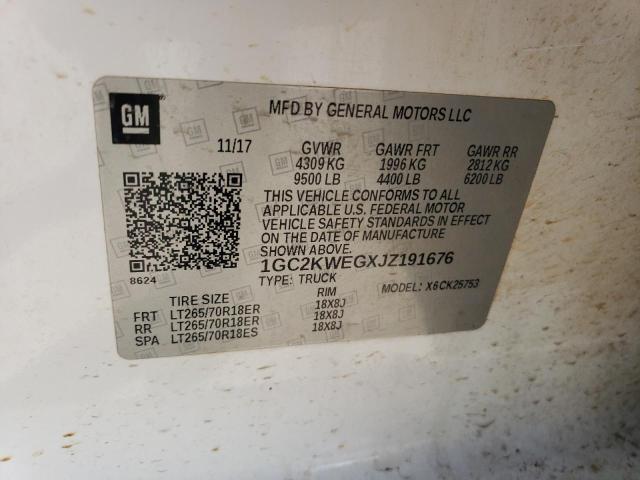 GM
MFD BY GENERAL MOTORS LLC
11/17 GVWR GAWR FRT GAWR RR
4309 KG 1996 KG 2812 KG
9500 LB 4400 LB 6200 LB
THIS VEHICLE CONFORMS TO ALL
APPLICABLE U.S. FEDERAL MOTOR
VEHICLE SAFETY STANDARDS IN EFFECT
ON THE DATE OF MANUFACTURE
SHOWN ABOVE.
1GC2KWEGXJZ191676
8624
TYPE: TRUCK MODEL: X6CK25753
TIRE SIZE RIM
FRT LT265/70R18ER 18X8J
RR LT265/70R18ER 18X8J
SPA LT265/70R18ES 18X8J